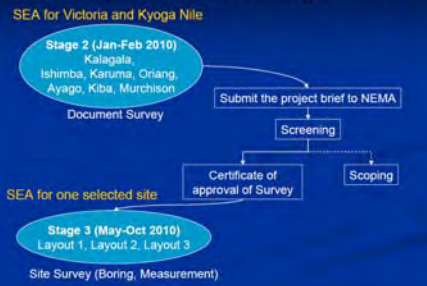 SEA for Victoria and Kyoga Nile
Stage 2 (Jan-Feb 2010)
Kalagala,
Ishimba, Karuma, Oriang,
Ayago, Kiba, Murchison
Document Survey
Submit the project brief to NEMA
Screening
Certificate of
approval of Survey
Scoping
SEA for one selected site
Stage 3 (May-Oct 2010)
Layout 1, Layout 2, Layout 3
Site Survey (Boring, Measurement)